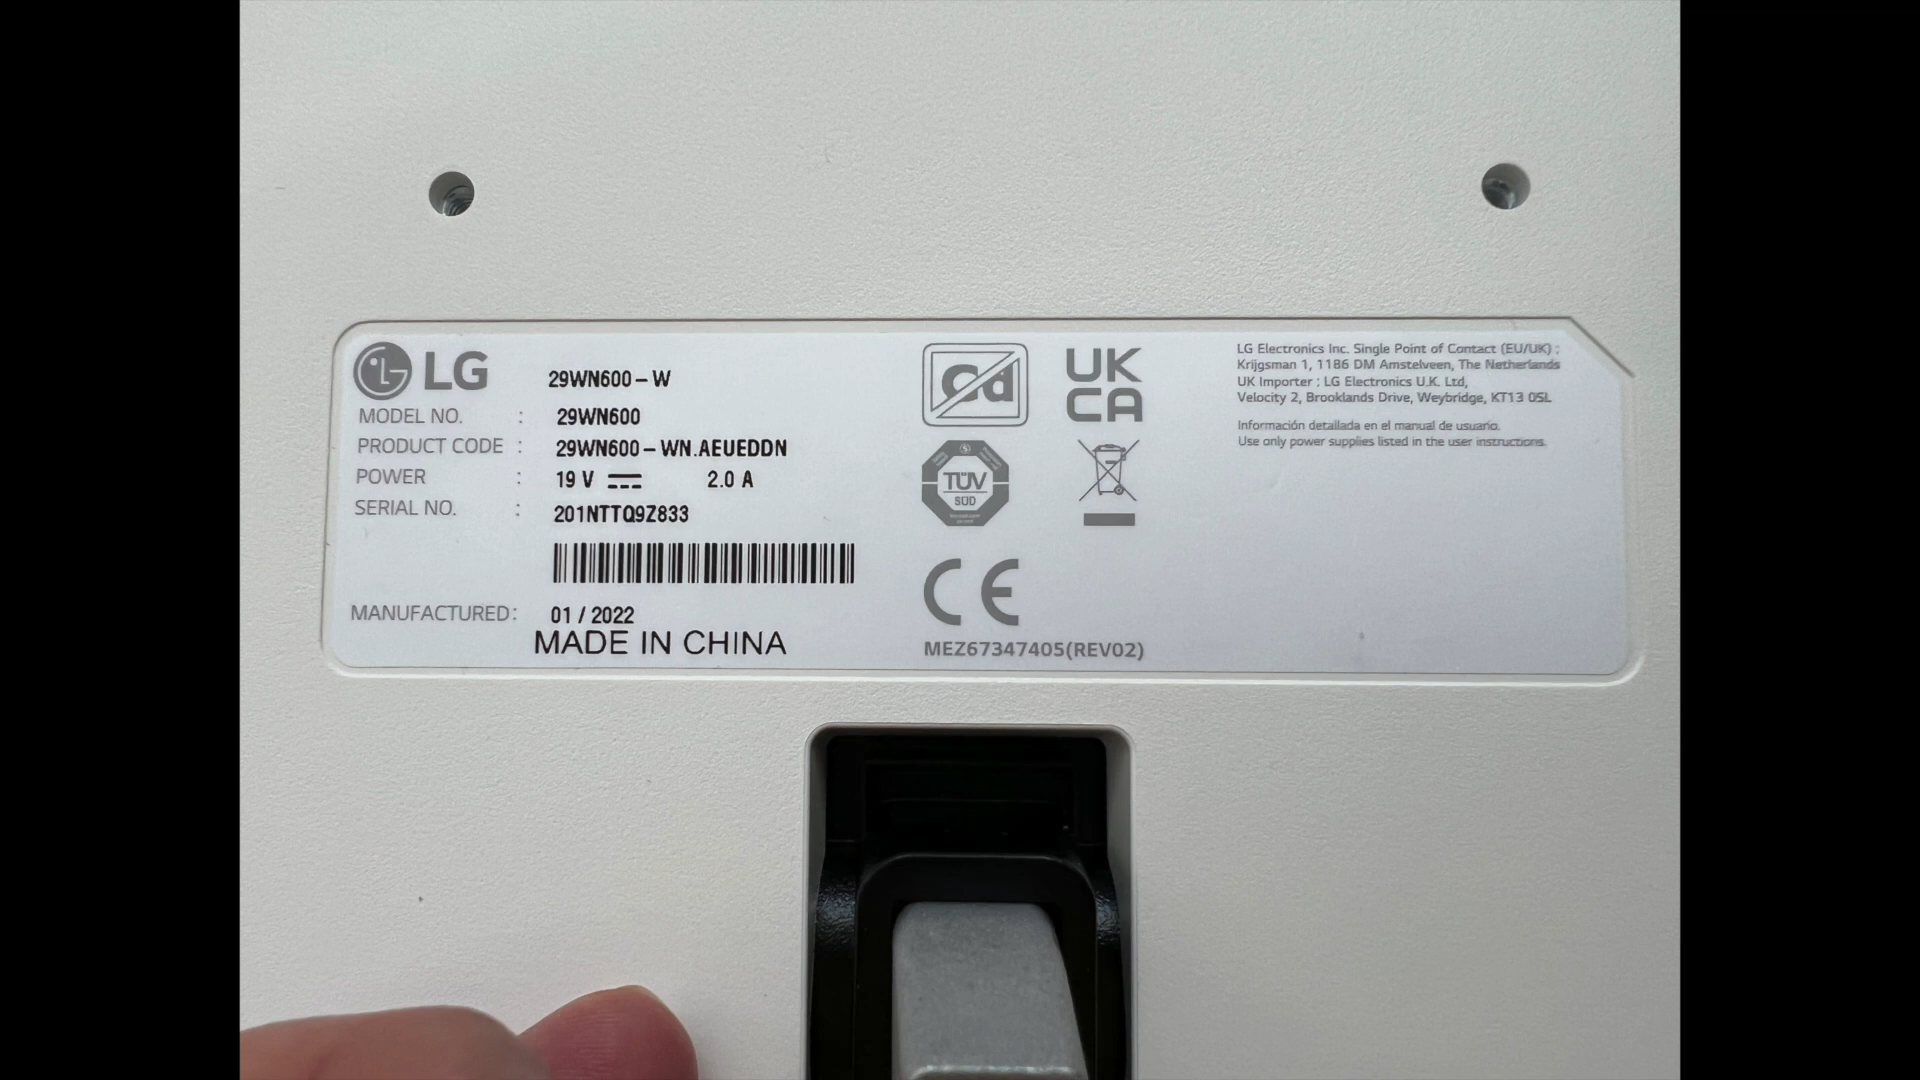 LG
29WN600-W
MODEL NO. : 29WN600
PRODUCT CODE : 29WN600-WN.AEUEDDN
POWER : 19 V 2.0 A
SERIAL NO. : 201NTTQ9Z833
MANUFACTURED: 01 / 2022
MADE IN CHINA
Cd
UK
CA
TÜV
SÜD
CE
MEZ67347405(REV02)
LG Electronics Inc. Single Point of Contact (EU/UK) :
Krijgsman 1, 1186 DM Amstelveen, The Netherlands
UK Importer : LG Electronics U.K. Ltd,
Velocity 2, Brooklands Drive, Weybridge, KT13 0SL
Información detallada en el manual de usuario.
Use only power supplies listed in the user instructions.